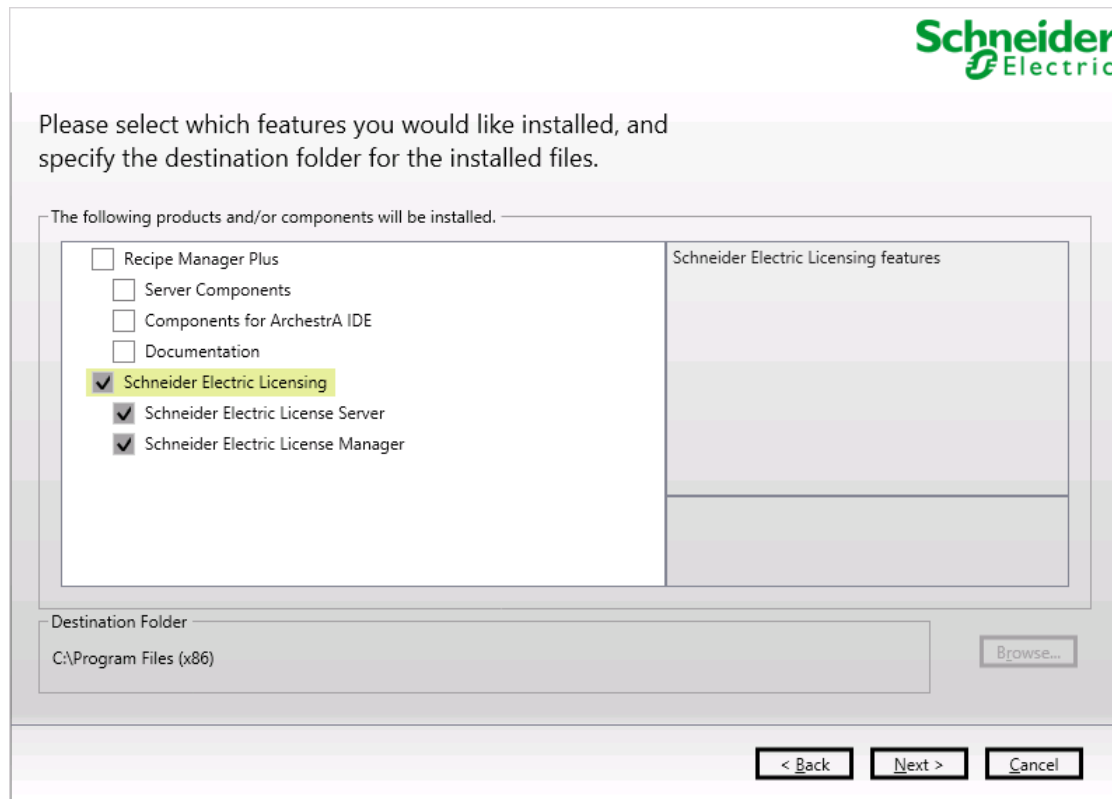 Schneider
Electric
Please select which features you would like installed, and
specify the destination folder for the installed files.
The following products and/or components will be installed.
Recipe Manager Plus
Server Components
Components for ArchestrA IDE
Documentation
Schneider Electric Licensing
Schneider Electric License Server
Schneider Electric License Manager
Schneider Electric Licensing features
Destination Folder
C:\Program Files (x86)
Browse...
< Back
Next >
Cancel